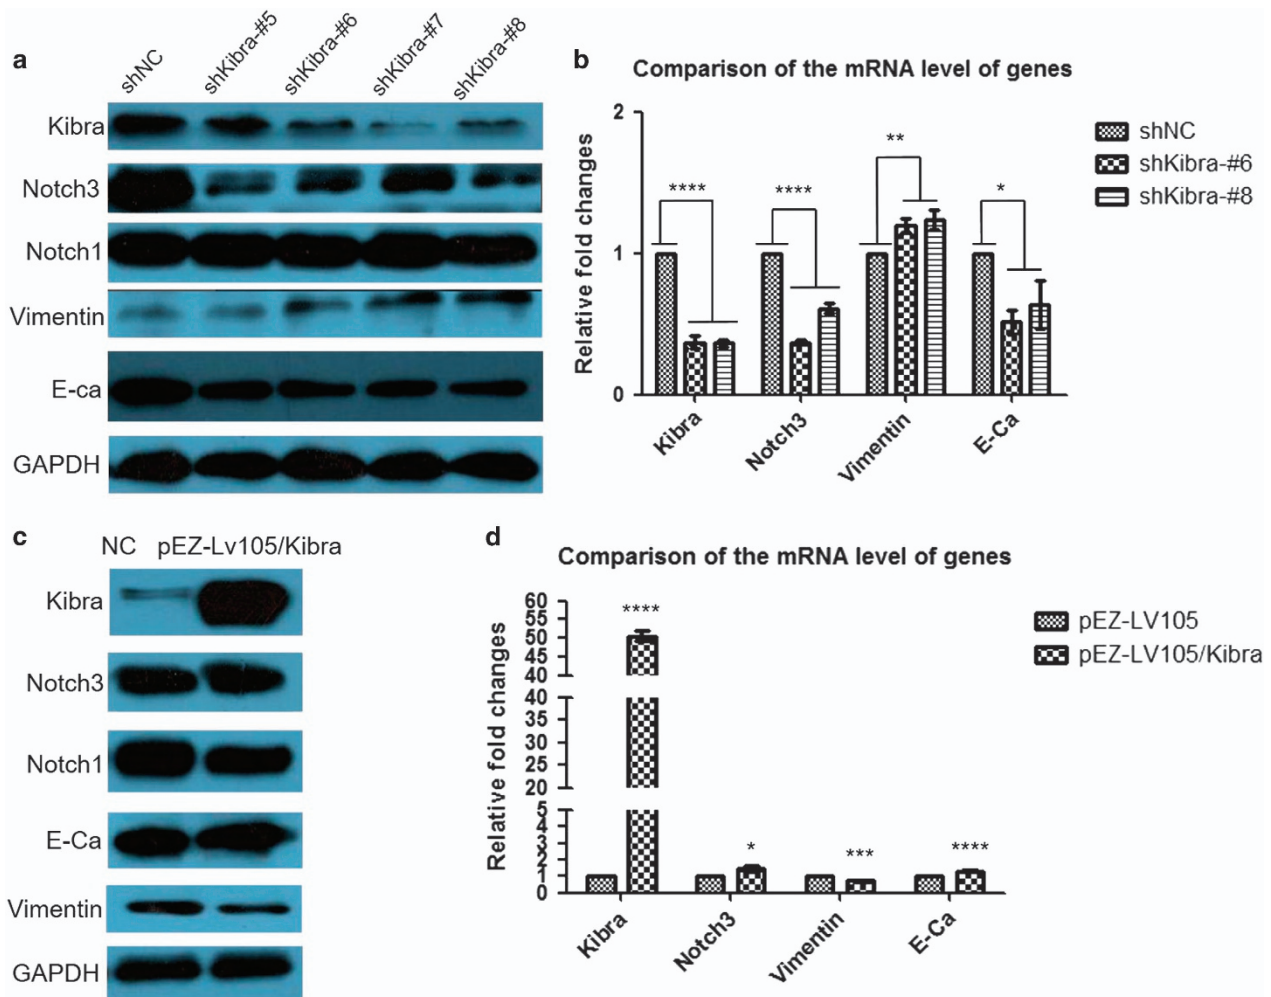 a
shNC
shKibra-#5
shKibra-#6
shKibra-#7
shKibra-#8
Kibra
Notch3
Notch1
Vimentin
E-ca
GAPDH
b
Comparison of the mRNA level of genes
Relative fold changes
2
1
0
****
****
**
*
Kibra
Notch3
Vimentin
E-Ca
shNC
shKibra-#6
shKibra-#8
c
NC pEZ-Lv105/Kibra
Kibra
Notch3
Notch1
E-Ca
Vimentin
GAPDH
d
Comparison of the mRNA level of genes
Relative fold changes
60
55
50
45
40
40
35
30
25
20
5
4
3
2
1
0
****
*
***
****
Kibra
Notch3
Vimentin
E-Ca
pEZ-LV105
pEZ-LV105/Kibra